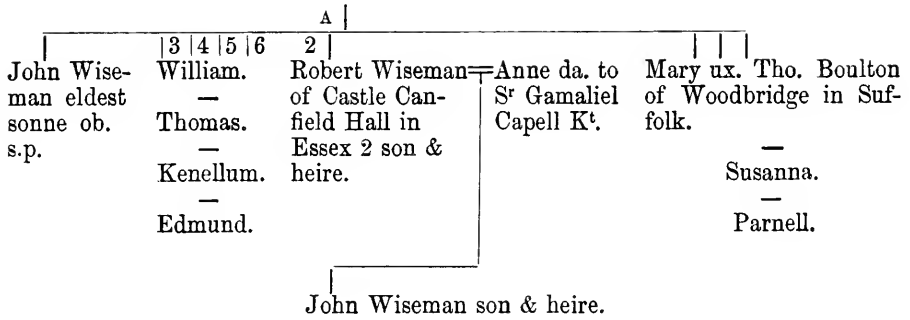 A
3 4 5 6 2
John Wise-
man eldest
sonne ob.
s.p.
William.
Thomas.
Kenellum.
Edmund.
Robert Wiseman
of Castle Can-
field Hall in
Essex 2 son &
heire.
Anne da. to
Sʳ Gamaliel
Capell Kᵗ.
Mary ux. Tho. Boulton
of Woodbridge in Suf-
folk.
Susanna.
Parnell.
John Wiseman son & heire.